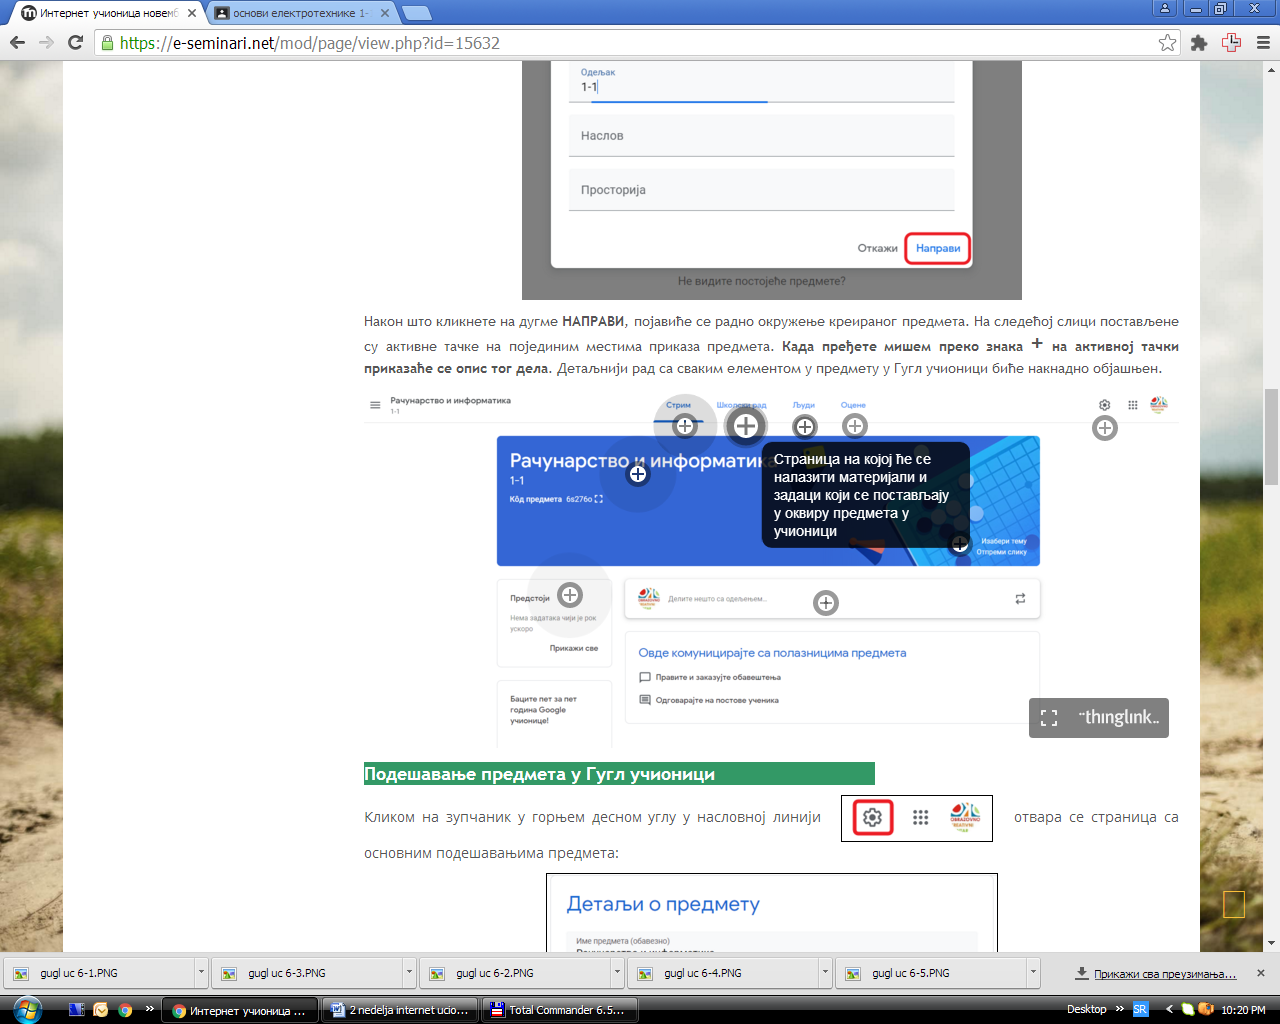 Интернет учионица новемб
основи електротехнике 1-
https://e-seminari.net/mod/page/view.php?id=15632
Одељак
1-1
Наслов
Просторија
Откажи Направи
Не видите постојеће предмете?
Након што кликнете на дугме НАПРАВИ, појавиће се радно окружење креираног предмета. На следећој слици постављене
су активне тачке на појединим местима приказа предмета. Када пређете мишем преко знака + на активној тачки
приказаће се опис тог дела. Детаљнији рад са сваким елементом у предмету у Гугл учионици биће накнадно објашњен.
Рачунарство и информатика
1-1
Стрим Школски рад Људи Оцене
Рачунарство и информатика
1-1
Кôд предмета 6s276o
Страница на којој ће се
налазити материјали и
задаци који се постављају
у оквиру предмета у
учионици
Изабери тему
Отпреми слику
Предстоји
Нема задатака чији је рок
ускоро
Прикажи све
Делите нешто са одељењем...
Овде комуницирајте са полазницима предмета
Правите и заказујте обавештења
Одговарајте на постове ученика
Баците пет за пет
година Google
учионице!
thinglink..
Подешавање предмета у Гугл учионици
Кликом на зупчаник у горњем десном углу у насловној линији отвара се страница са
основним подешавањима предмета:
Детаљи о предмету
Име предмета (обавезно)
gugl uc 6-1.PNG
gugl uc 6-3.PNG
gugl uc 6-2.PNG
gugl uc 6-4.PNG
gugl uc 6-5.PNG
Прикажи сва преузимања...
Интернет учионица ...
2 nedelja internet ucio...
Total Commander 6.5...
Desktop
SR
10:20 PM